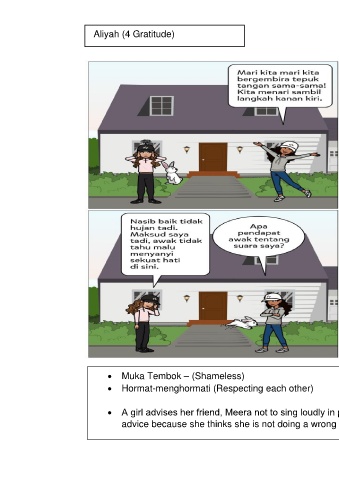 Aliyah (4 Gratitude)
Mari kita mari kita
bergembira tepuk
tangan sama-sama!
Kita menari sambil
langkah kanan kiri.
Nasib baik tidak
hujan tadi.
Maksud saya
tadi, awak tidak
tahu malu
menyanyi
sekuat hati
di sini.
Apa
pendapat
awak tentang
suara saya?
• Muka Tembok – (Shameless)
• Hormat-menghormati (Respecting each other)
• A girl advises her friend, Meera not to sing loudly in
advice because she thinks she is not doing a wrong